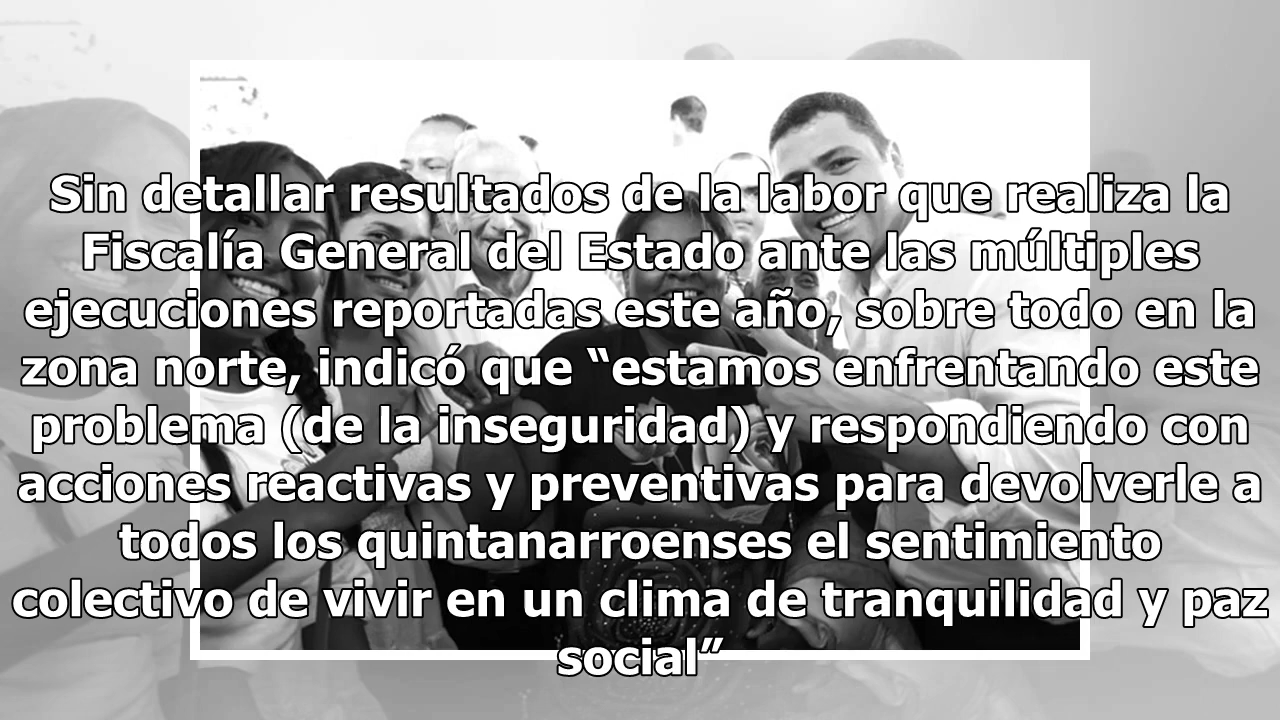 Sin detallar resultados de la labor que realiza la
Fiscalía General del Estado ante las múltiples
ejecuciones reportadas este año, sobre todo en la
zona norte, indicó que “estamos enfrentando este
problema (de la inseguridad) y respondiendo con
acciones reactivas y preventivas para devolverle a
todos los quintanarroenses el sentimiento
colectivo de vivir en un clima de tranquilidad y paz
social”